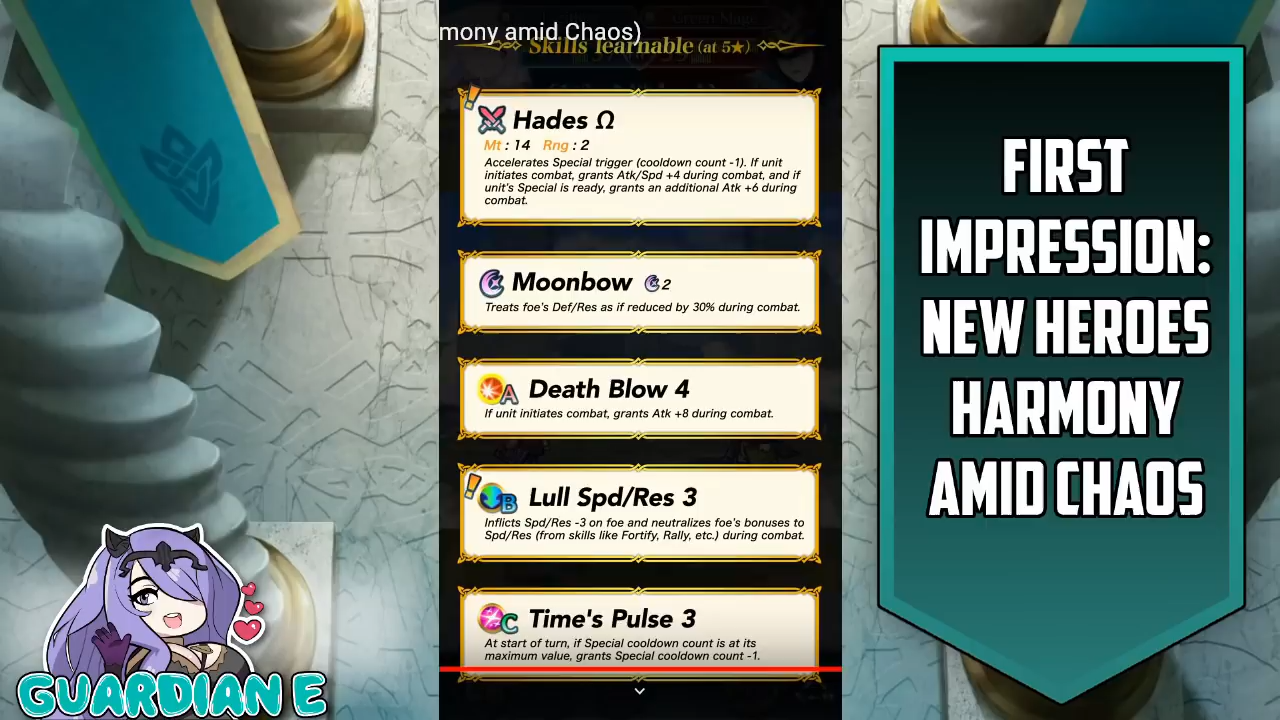 mony amid Chaos)
Skills learnable (at 5★)
Hades Ω
Mt : 14 Rng : 2
Accelerates Special trigger (cooldown count -1). If unit
initiates combat, grants Atk/Spd +4 during combat, and if
unit's Special is ready, grants an additional Atk +6 during
combat.
Moonbow 2
Treats foe's Def/Res as if reduced by 30% during combat.
A Death Blow 4
If unit initiates combat, grants Atk +8 during combat.
B Lull Spd/Res 3
Inflicts Spd/Res -3 on foe and neutralizes foe's bonuses to
Spd/Res (from skills like Fortify, Rally, etc.) during combat.
C Time's Pulse 3
At start of turn, if Special cooldown count is at its
maximum value, grants Special cooldown count -1.
FIRST
IMPRESSION:
NEW HEROES
HARMONY
AMID CHAOS
GUARDIAN E